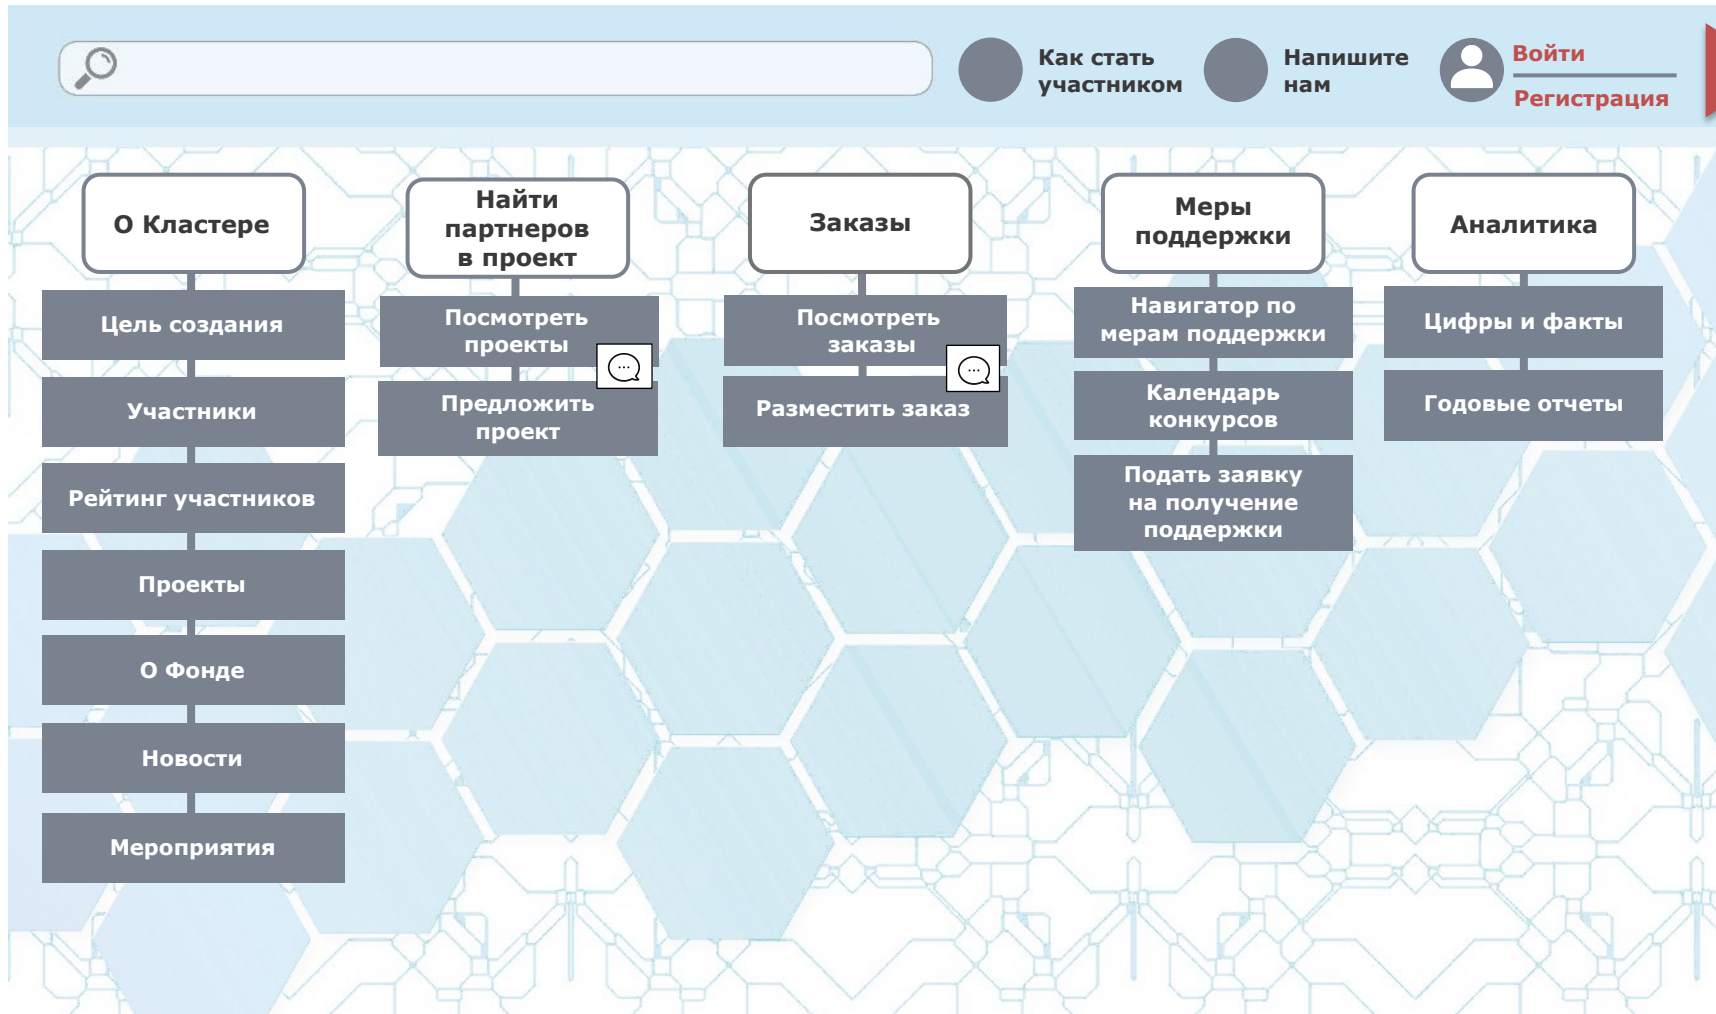 Как стать
участником
Напишите
нам
Войти
Регистрация
О Кластере
Цель создания
Участники
Рейтинг участников
Проекты
О Фонде
Новости
Мероприятия
Найти
партнеров
в проект
Посмотреть
проекты
Предложить
проект
Заказы
Посмотреть
заказы
Разместить заказ
Меры
поддержки
Навигатор по
мерам поддержки
Календарь
конкурсов
Подать заявку
на получение
поддержки
Аналитика
Цифры и факты
Годовые отчеты